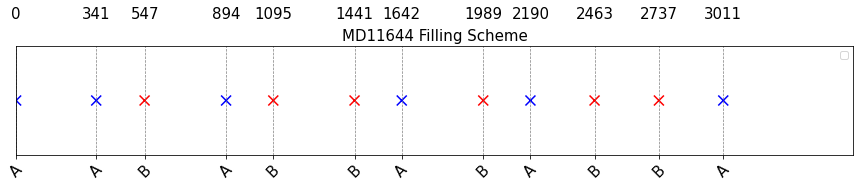 0 341 547 894 1095 1441 1642 1989 2190 2463 2737 3011
MD11644 Filling Scheme
A A B A B B A B A B B A